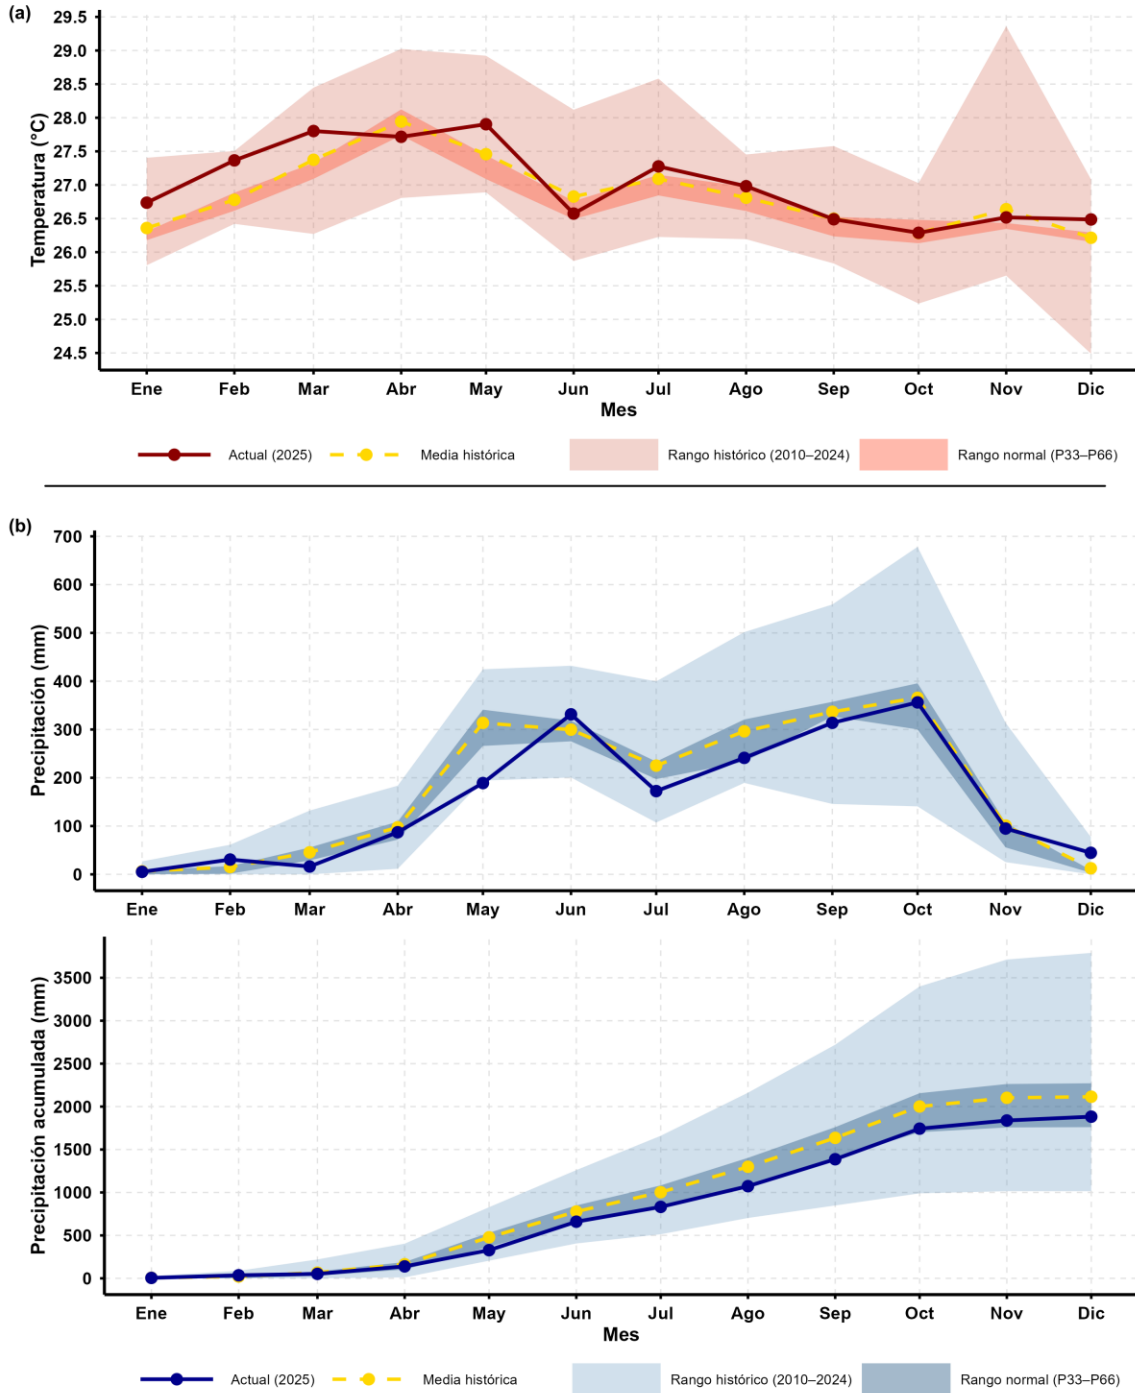 (a)
Temperatura (°C)
29.5
29.0
28.5
28.0
27.5
27.0
26.5
26.0
25.5
25.0
24.5
Ene Feb Mar Abr May Jun Jul Ago Sep Oct Nov Dic
Mes
Actual (2025) Media histórica Rango histórico (2010–2024) Rango normal (P33–P66)
(b)
Precipitación (mm)
700
600
500
400
300
200
100
0
Ene Feb Mar Abr May Jun Jul Ago Sep Oct Nov Dic
Precipitación acumulada (mm)
3500
3000
2500
2000
1500
1000
500
0
Ene Feb Mar Abr May Jun Jul Ago Sep Oct Nov Dic
Mes
Actual (2025) Media histórica Rango histórico (2010–2024) Rango normal (P33–P66)